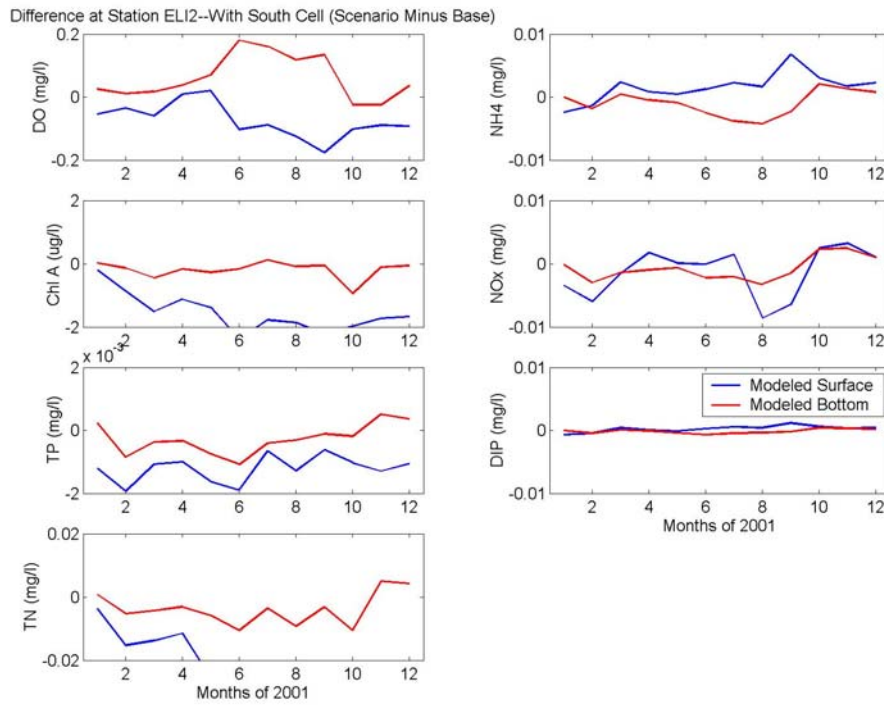 Difference at Station ELI2--With South Cell (Scenario Minus Base)
0.2
0
-0.2
DO (mg/l)
2 4 6 8 10 12
2
0
-2
Chl A (ug/l)
2 4 6 8 10 12
x 10-3
2
0
-2
TP (mg/l)
2 4 6 8 10 12
0.02
0
-0.02
TN (mg/l)
2 4 6 8 10 12
Months of 2001
0.01
0
-0.01
NH4 (mg/l)
2 4 6 8 10 12
0.01
0
-0.01
NOx (mg/l)
2 4 6 8 10 12
0.01
0
-0.01
DIP (mg/l)
Modeled Surface
Modeled Bottom
2 4 6 8 10 12
Months of 2001